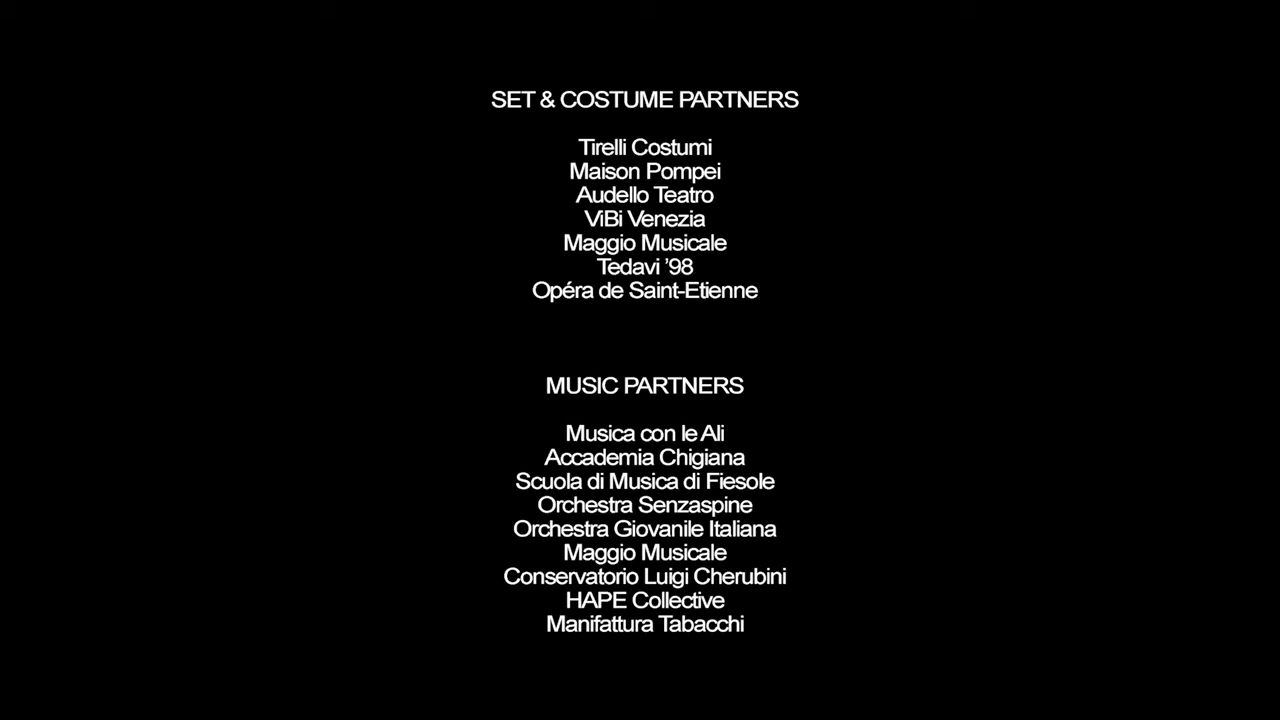 SET & COSTUME PARTNERS
Tirelli Costumi
Maison Pompei
Audello Teatro
ViBi Venezia
Maggio Musicale
Tedavi ’98
Opéra de Saint-Etienne
MUSIC PARTNERS
Musica con le Ali
Accademia Chigiana
Scuola di Musica di Fiesole
Orchestra Senzaspine
Orchestra Giovanile Italiana
Maggio Musicale
Conservatorio Luigi Cherubini
HAPE Collective
Manifattura Tabacchi